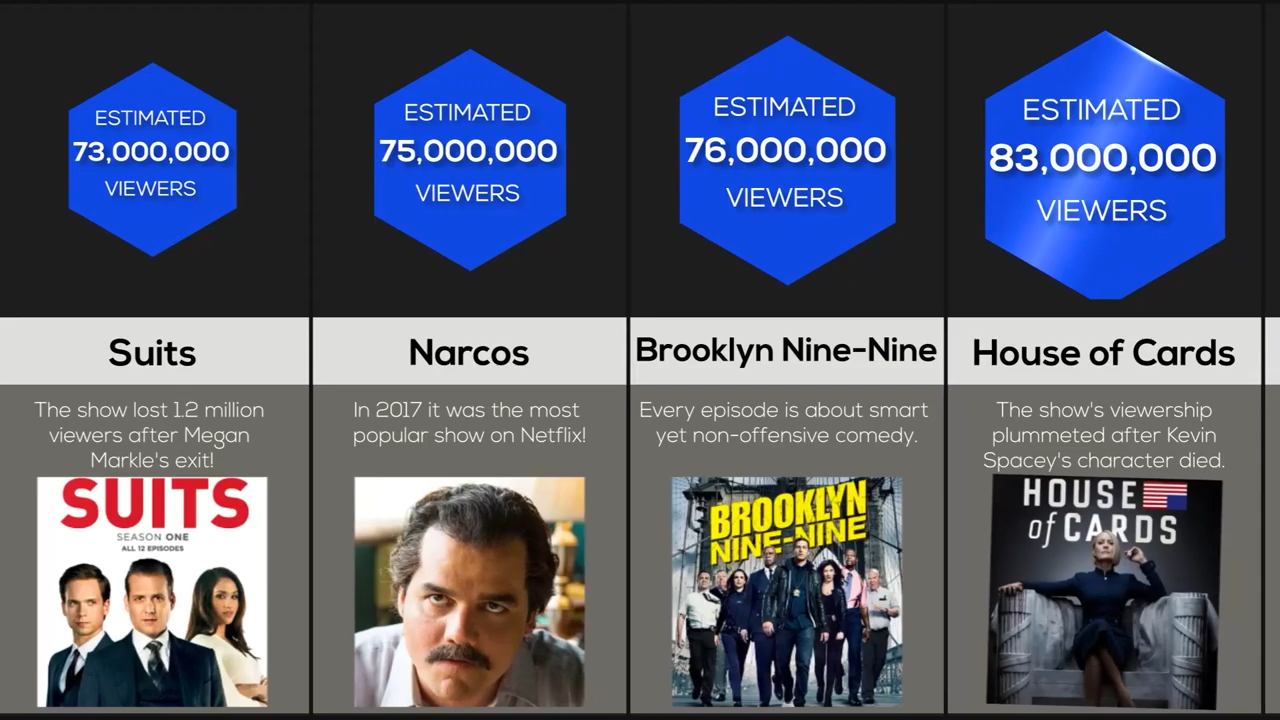 ESTIMATED
73,000,000
VIEWERS
Suits
The show lost 1.2 million
viewers after Megan
Markle's exit!
SUITS
SEASON ONE
ALL 12 EPISODES
ESTIMATED
75,000,000
VIEWERS
Narcos
In 2017 it was the most
popular show on Netflix!
ESTIMATED
76,000,000
VIEWERS
Brooklyn Nine-Nine
Every episode is about smart
yet non-offensive comedy.
BROOKLYN
NINE-NINE
ESTIMATED
83,000,000
VIEWERS
House of Cards
The show's viewership
plummeted after Kevin
Spacey's character died.
HOUSE
of CARDS